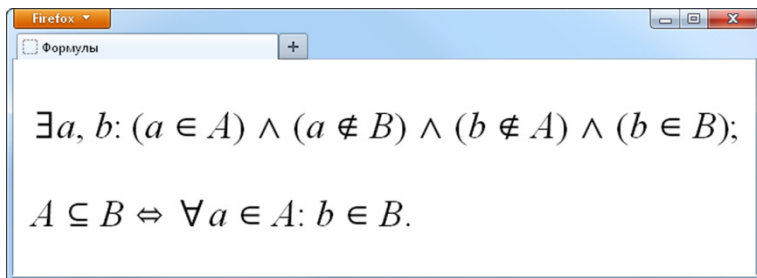 Firefox
Формулы
∃a, b: (a ∈ A) ∧ (a ∉ B) ∧ (b ∉ A) ∧ (b ∈ B);
A ⊆ B ⇔ ∀ a ∈ A: b ∈ B.